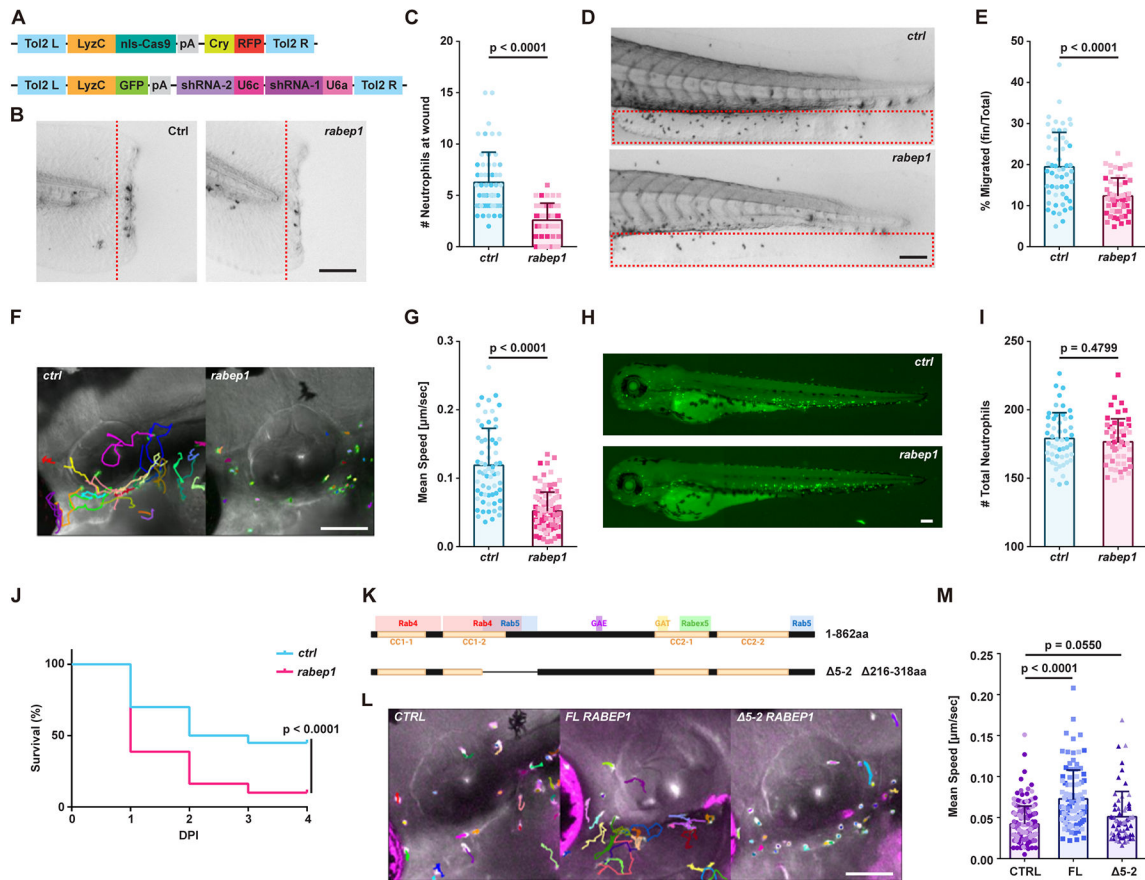 A
Tol2 L LyzC nls-Cas9 pA Cry RFP Tol2 R
Tol2 L LyzC GFP pA shRNA-2 U6c shRNA-1 U6a Tol2 R
B
Ctrl
rabep1
C
# Neutrophils at wound
20
15
10
5
0
p < 0.0001
ctrl
rabep1
D
ctrl
rabep1
E
% Migrated (fin/Total)
50
40
30
20
10
0
p < 0.0001
ctrl
rabep1
F
ctrl
rabep1
G
Mean Speed [µm/sec]
0.3
0.2
0.1
0.0
p < 0.0001
ctrl
rabep1
H
ctrl
rabep1
I
# Total Neutrophils
250
200
150
100
p = 0.4799
ctrl
rabep1
J
Survival (%)
100
50
0
0 1 2 3 4
DPI
ctrl
rabep1
p < 0.0001
K
Rab4 Rab4 Rab5 GAE GAT Rabex5 Rab5
CC1-1 CC1-2 CC2-1 CC2-2
1-862aa
Δ5-2 Δ216-318aa
L
CTRL
FL RABEP1
Δ5-2 RABEP1
M
Mean Speed [µm/sec]
0.25
0.20
0.15
0.10
0.05
0.00
p = 0.0550
p < 0.0001
CTRL
FL
Δ5-2